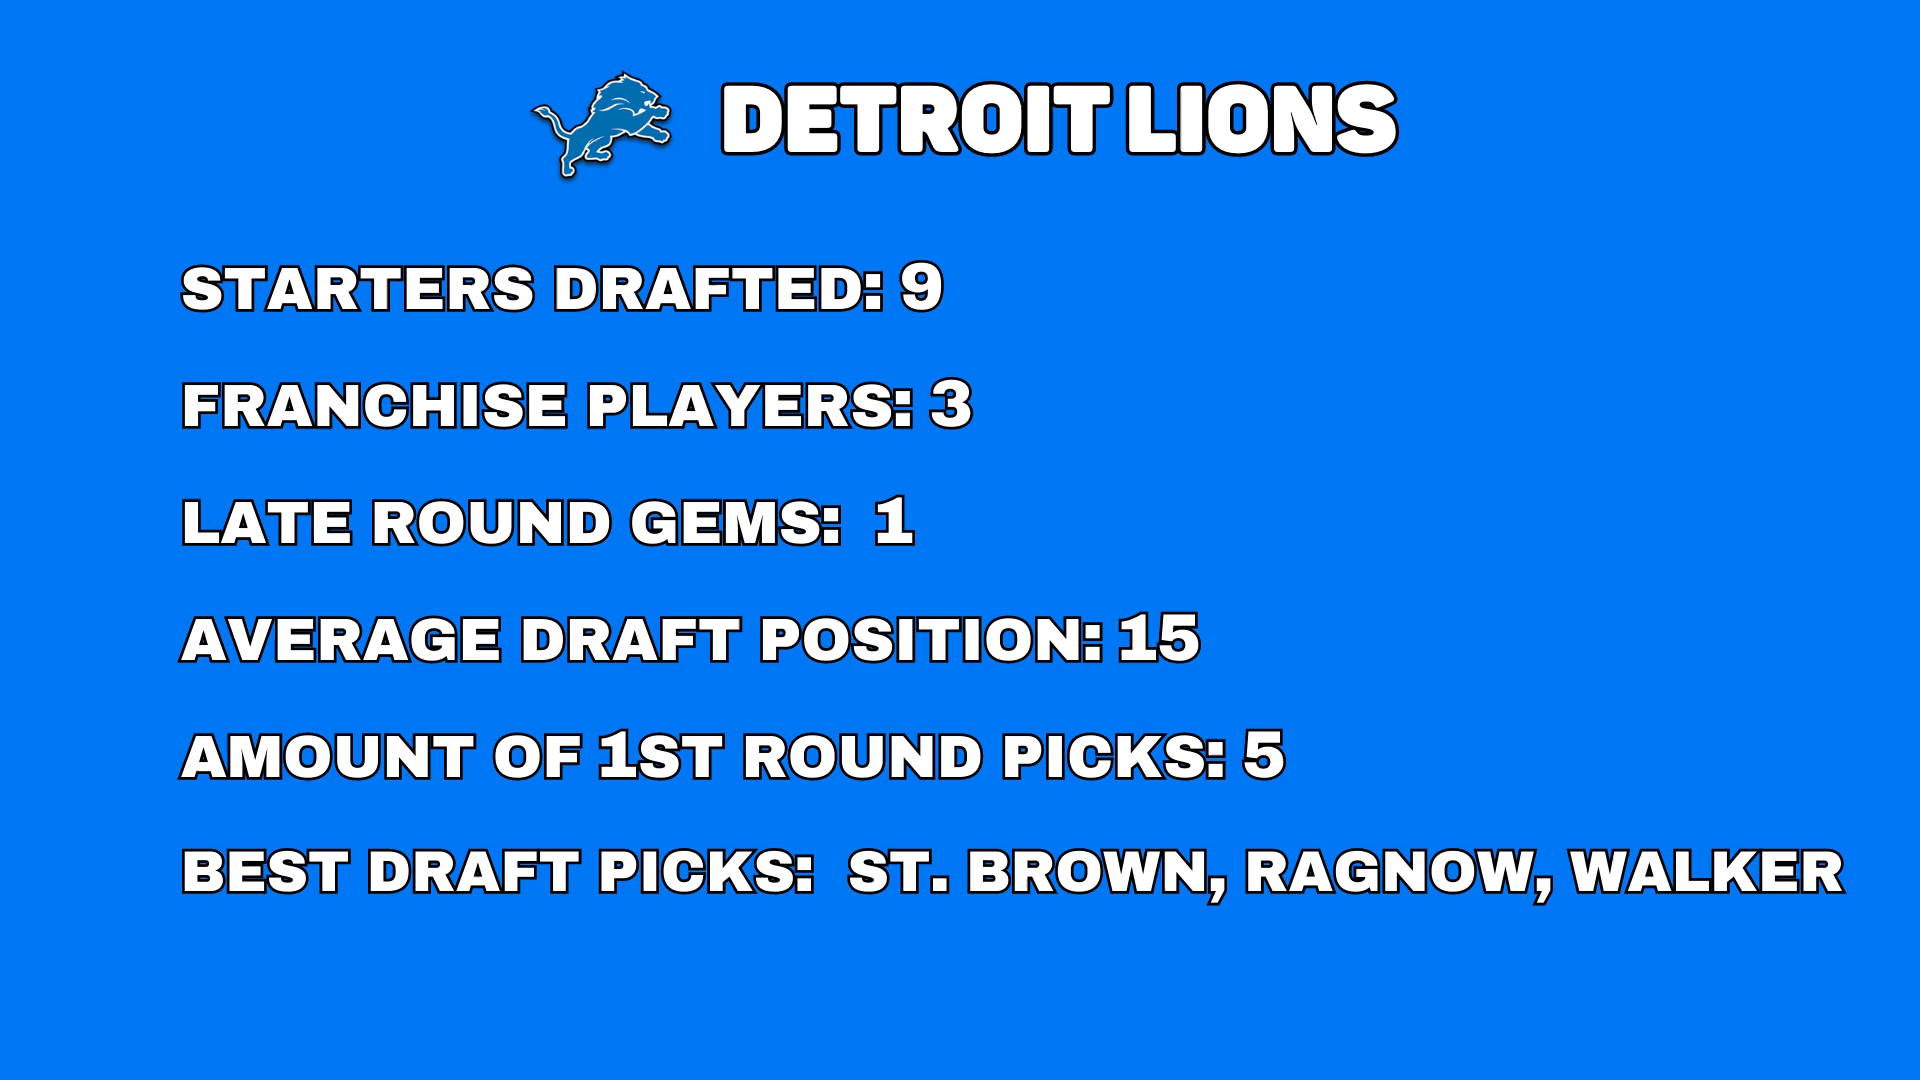 DETROIT LIONS
STARTERS DRAFTED: 9
FRANCHISE PLAYERS: 3
LATE ROUND GEMS: 1
AVERAGE DRAFT POSITION: 15
AMOUNT OF 1ST ROUND PICKS: 5
BEST DRAFT PICKS: ST. BROWN, RAGNOW, WALKER